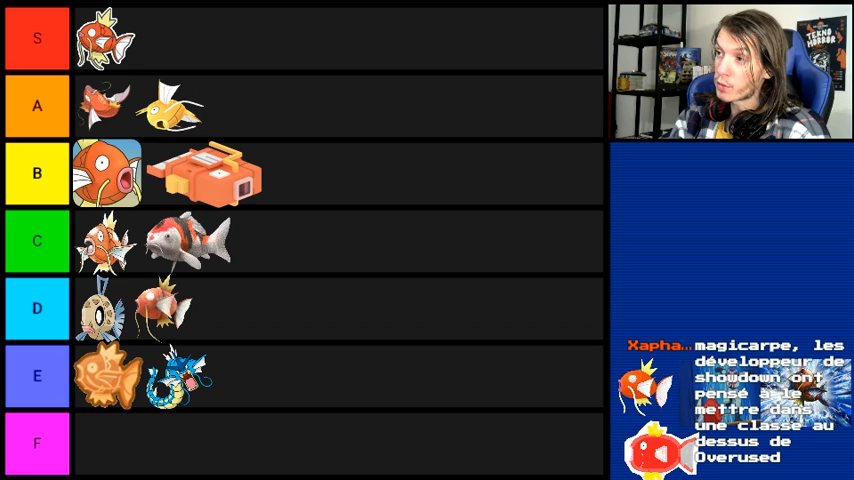 S
A
B
C
D
E
F
TEKNO
HORROR
Xapha…magicarpe, les
développeur de
showdown ont
pensé à le
mettre dans
une classe au
dessus de
Overused